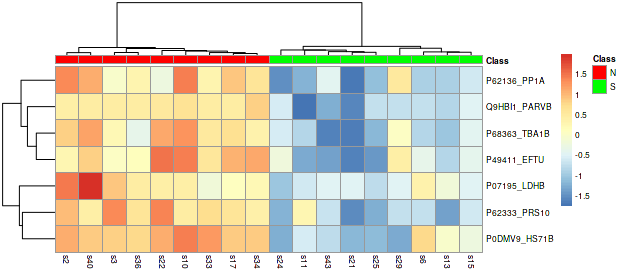 Class
P62136_PP1A
Q9HBI1_PARVB
P68363_TBA1B
P49411_EFTU
P07195_LDHB
P62333_PRS10
P0DMV9_HS71B
s2 s40 s3 s36 s22 s10 s33 s17 s34 s24 s11 s43 s21 s25 s29 s6 s13 s15
1.5
1
0.5
0
-0.5
-1
-1.5
Class
N
S